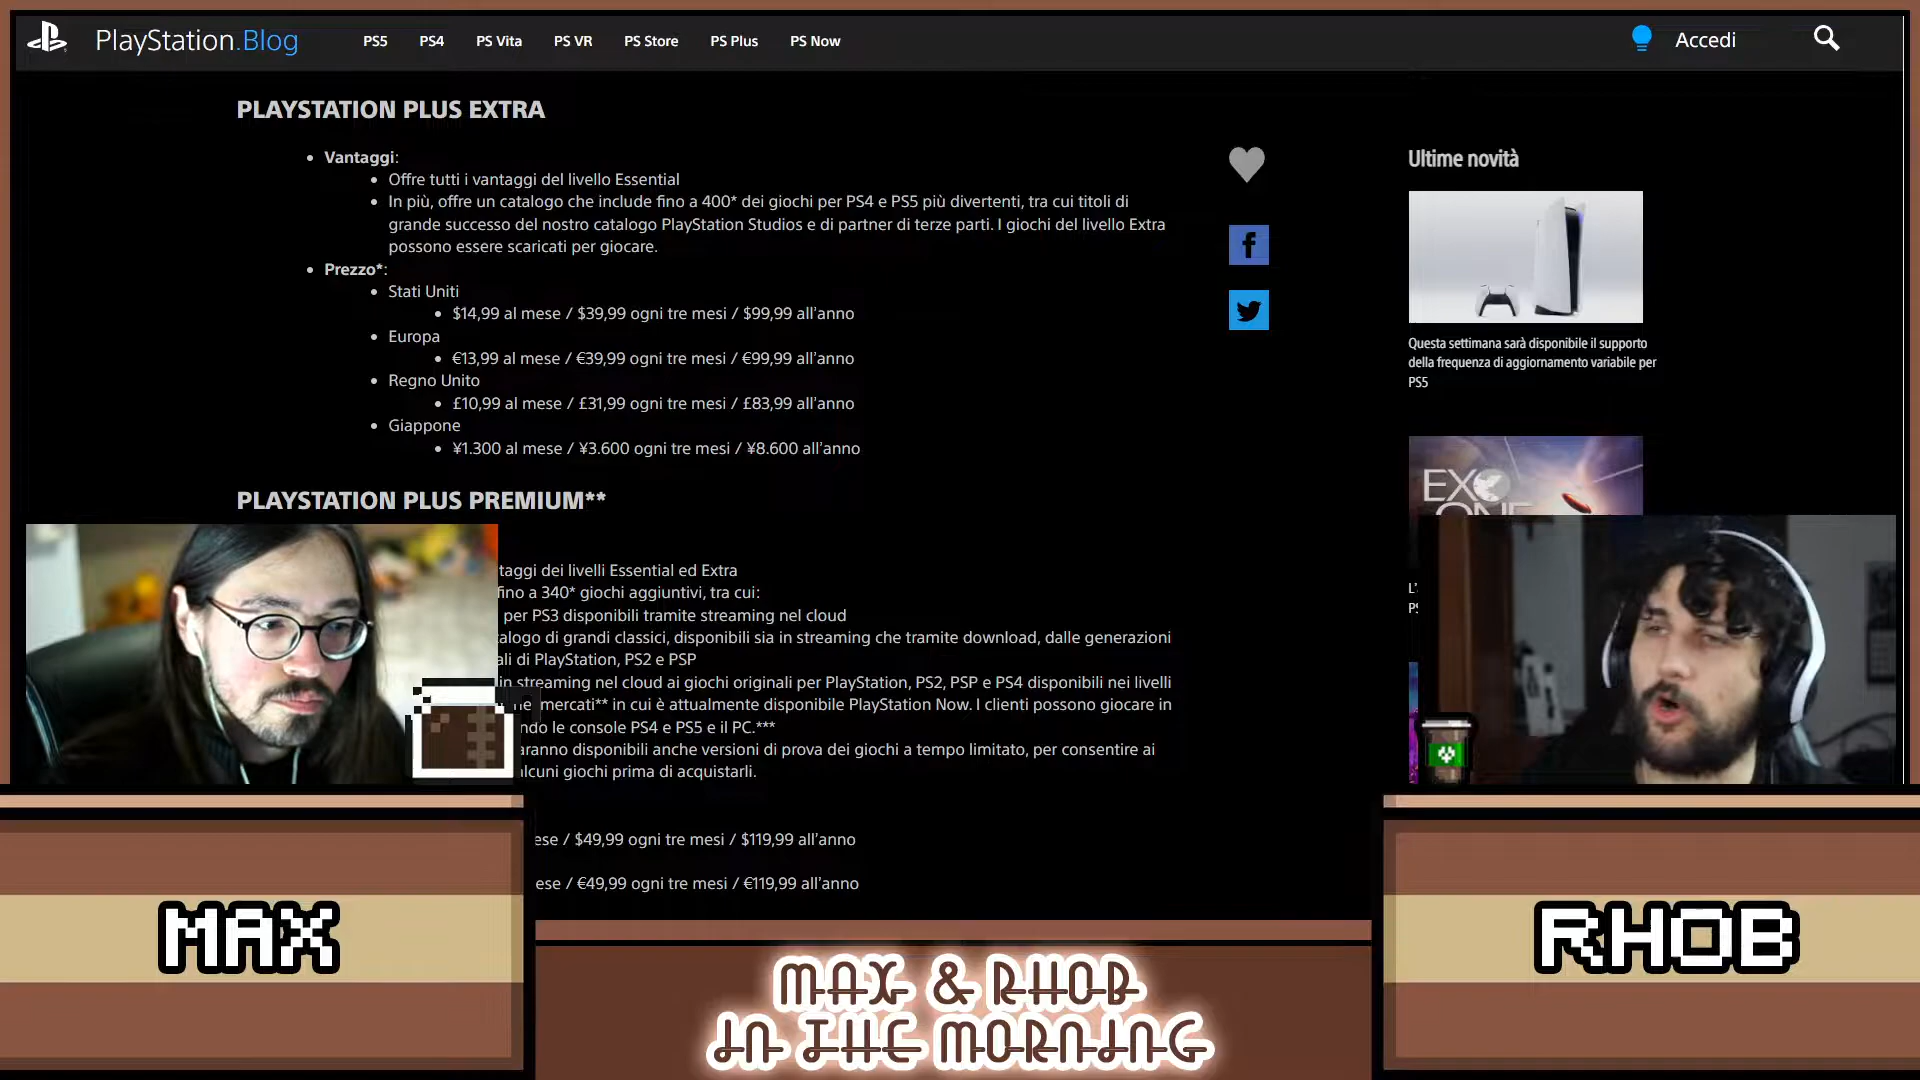 PlayStation.Blog PS5 PS4 PS Vita PS VR PS Store PS Plus PS Now Accedi
PLAYSTATION PLUS EXTRA
Vantaggi:
Offre tutti i vantaggi del livello Essential
In più, offre un catalogo che include fino a 400* dei giochi per PS4 e PS5 più divertenti, tra cui titoli di
grande successo del nostro catalogo PlayStation Studios e di partner di terze parti. I giochi del livello Extra
possono essere scaricati per giocare.
Prezzo*:
Stati Uniti
$14,99 al mese / $39,99 ogni tre mesi / $99,99 all'anno
Europa
€13,99 al mese / €39,99 ogni tre mesi / €99,99 all'anno
Regno Unito
£10,99 al mese / £31,99 ogni tre mesi / £83,99 all'anno
Giappone
¥1.300 al mese / ¥3.600 ogni tre mesi / ¥8.600 all'anno
PLAYSTATION PLUS PREMIUM**
taggi dei livelli Essential ed Extra
fino a 340* giochi aggiuntivi, tra cui:
per PS3 disponibili tramite streaming nel cloud
alogo di grandi classici, disponibili sia in streaming che tramite download, dalle generazioni
ali di PlayStation, PS2 e PSP
in streaming nel cloud ai giochi originali per PlayStation, PS2, PSP e PS4 disponibili nei livelli
mercati** in cui è attualmente disponibile PlayStation Now. I clienti possono giocare in
ndo le console PS4 e PS5 e il PC.***
aranno disponibili anche versioni di prova dei giochi a tempo limitato, per consentire ai
alcuni giochi prima di acquistarli.
ese / $49,99 ogni tre mesi / $119,99 all'anno
ese / €49,99 ogni tre mesi / €119,99 all'anno
Ultime novità
Questa settimana sarà disponibile il supporto
della frequenza di aggiornamento variabile per
PS5
EXO
ONE
L'
PS
MAX
RHOB
MAX & RHOB
IN THE MORNING